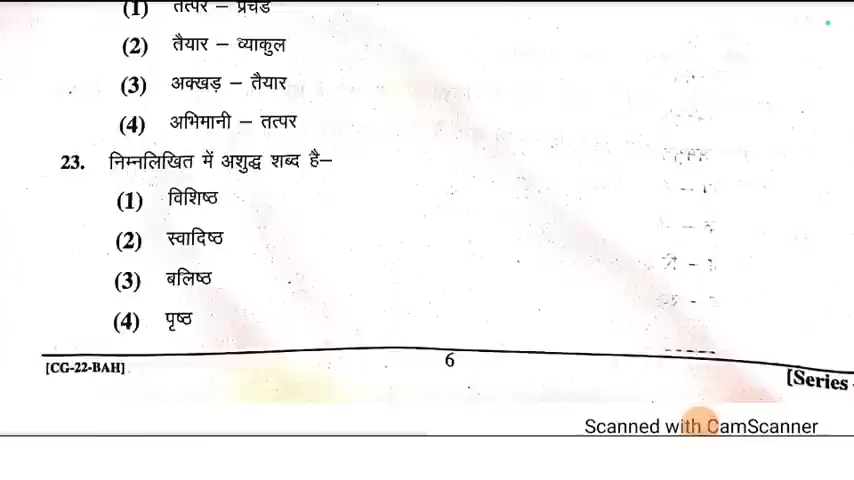 (1) तत्पर – प्रचंड
(2) तैयार – व्याकुल
(3) अक्खड़ – तैयार
(4) अभिमानी – तत्पर
23. निम्नलिखित में अशुद्ध शब्द है–
(1) विशिष्ठ
(2) स्वादिष्ठ
(3) बलिष्ठ
(4) पृष्ठ
[CG-22-BAH]
6
[Series
Scanned with CamScanner